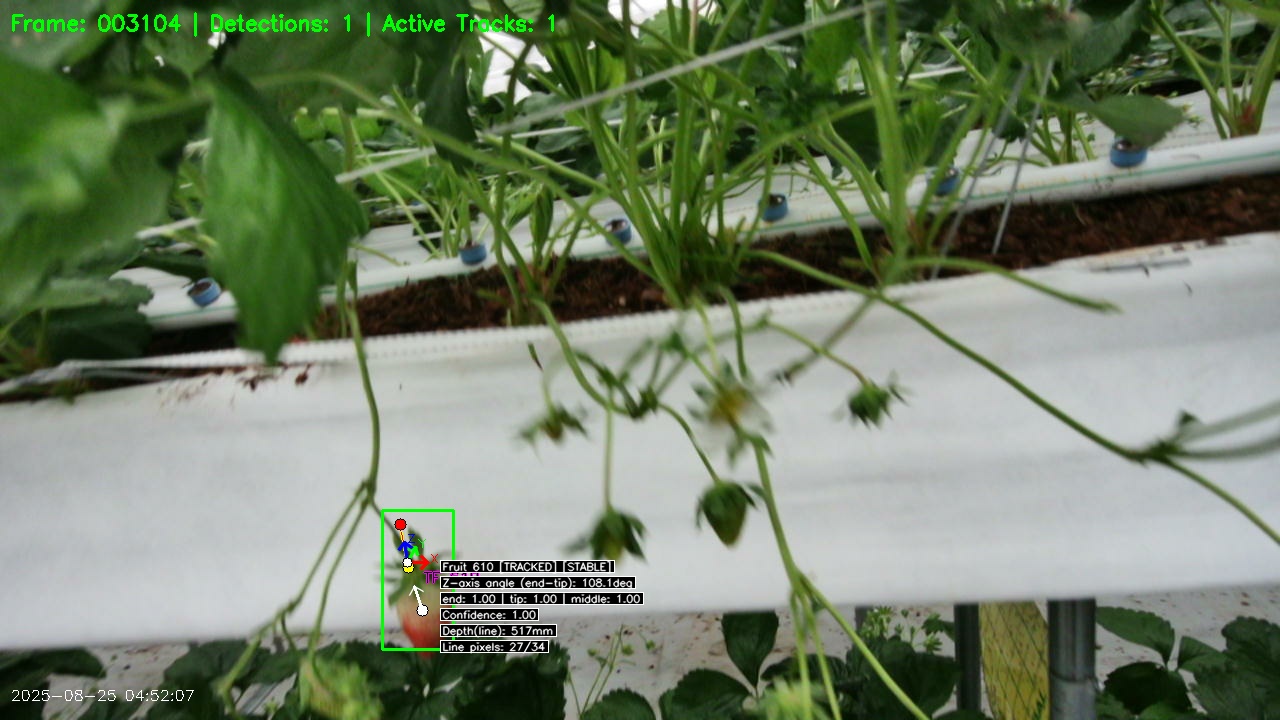 Frame: 003104 | Detections: 1 | Active Tracks: 1
Fruit 610 [TRACKED] [STABLE]
Z-axis angle (end-tip): 108.1deg
end: 1.00 | tip: 1.00 | middle: 1.00
Confidence: 1.00
Depth(line): 517mm
Line pixels: 27/34
2025-08-25 04:52:07